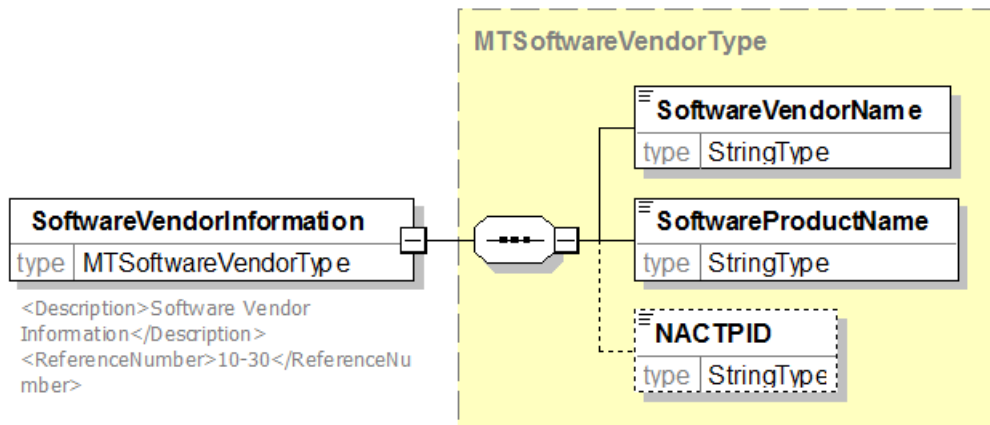 MTSoftwareVendorType
SoftwareVendorName
type StringType
SoftwareVendorInformation
type MTSoftwareVendorType
SoftwareProductName
type StringType
<Description>Software Vendor
Information</Description>
<ReferenceNumber>10-30</ReferenceNu
mber>
NACTPID
type StringType